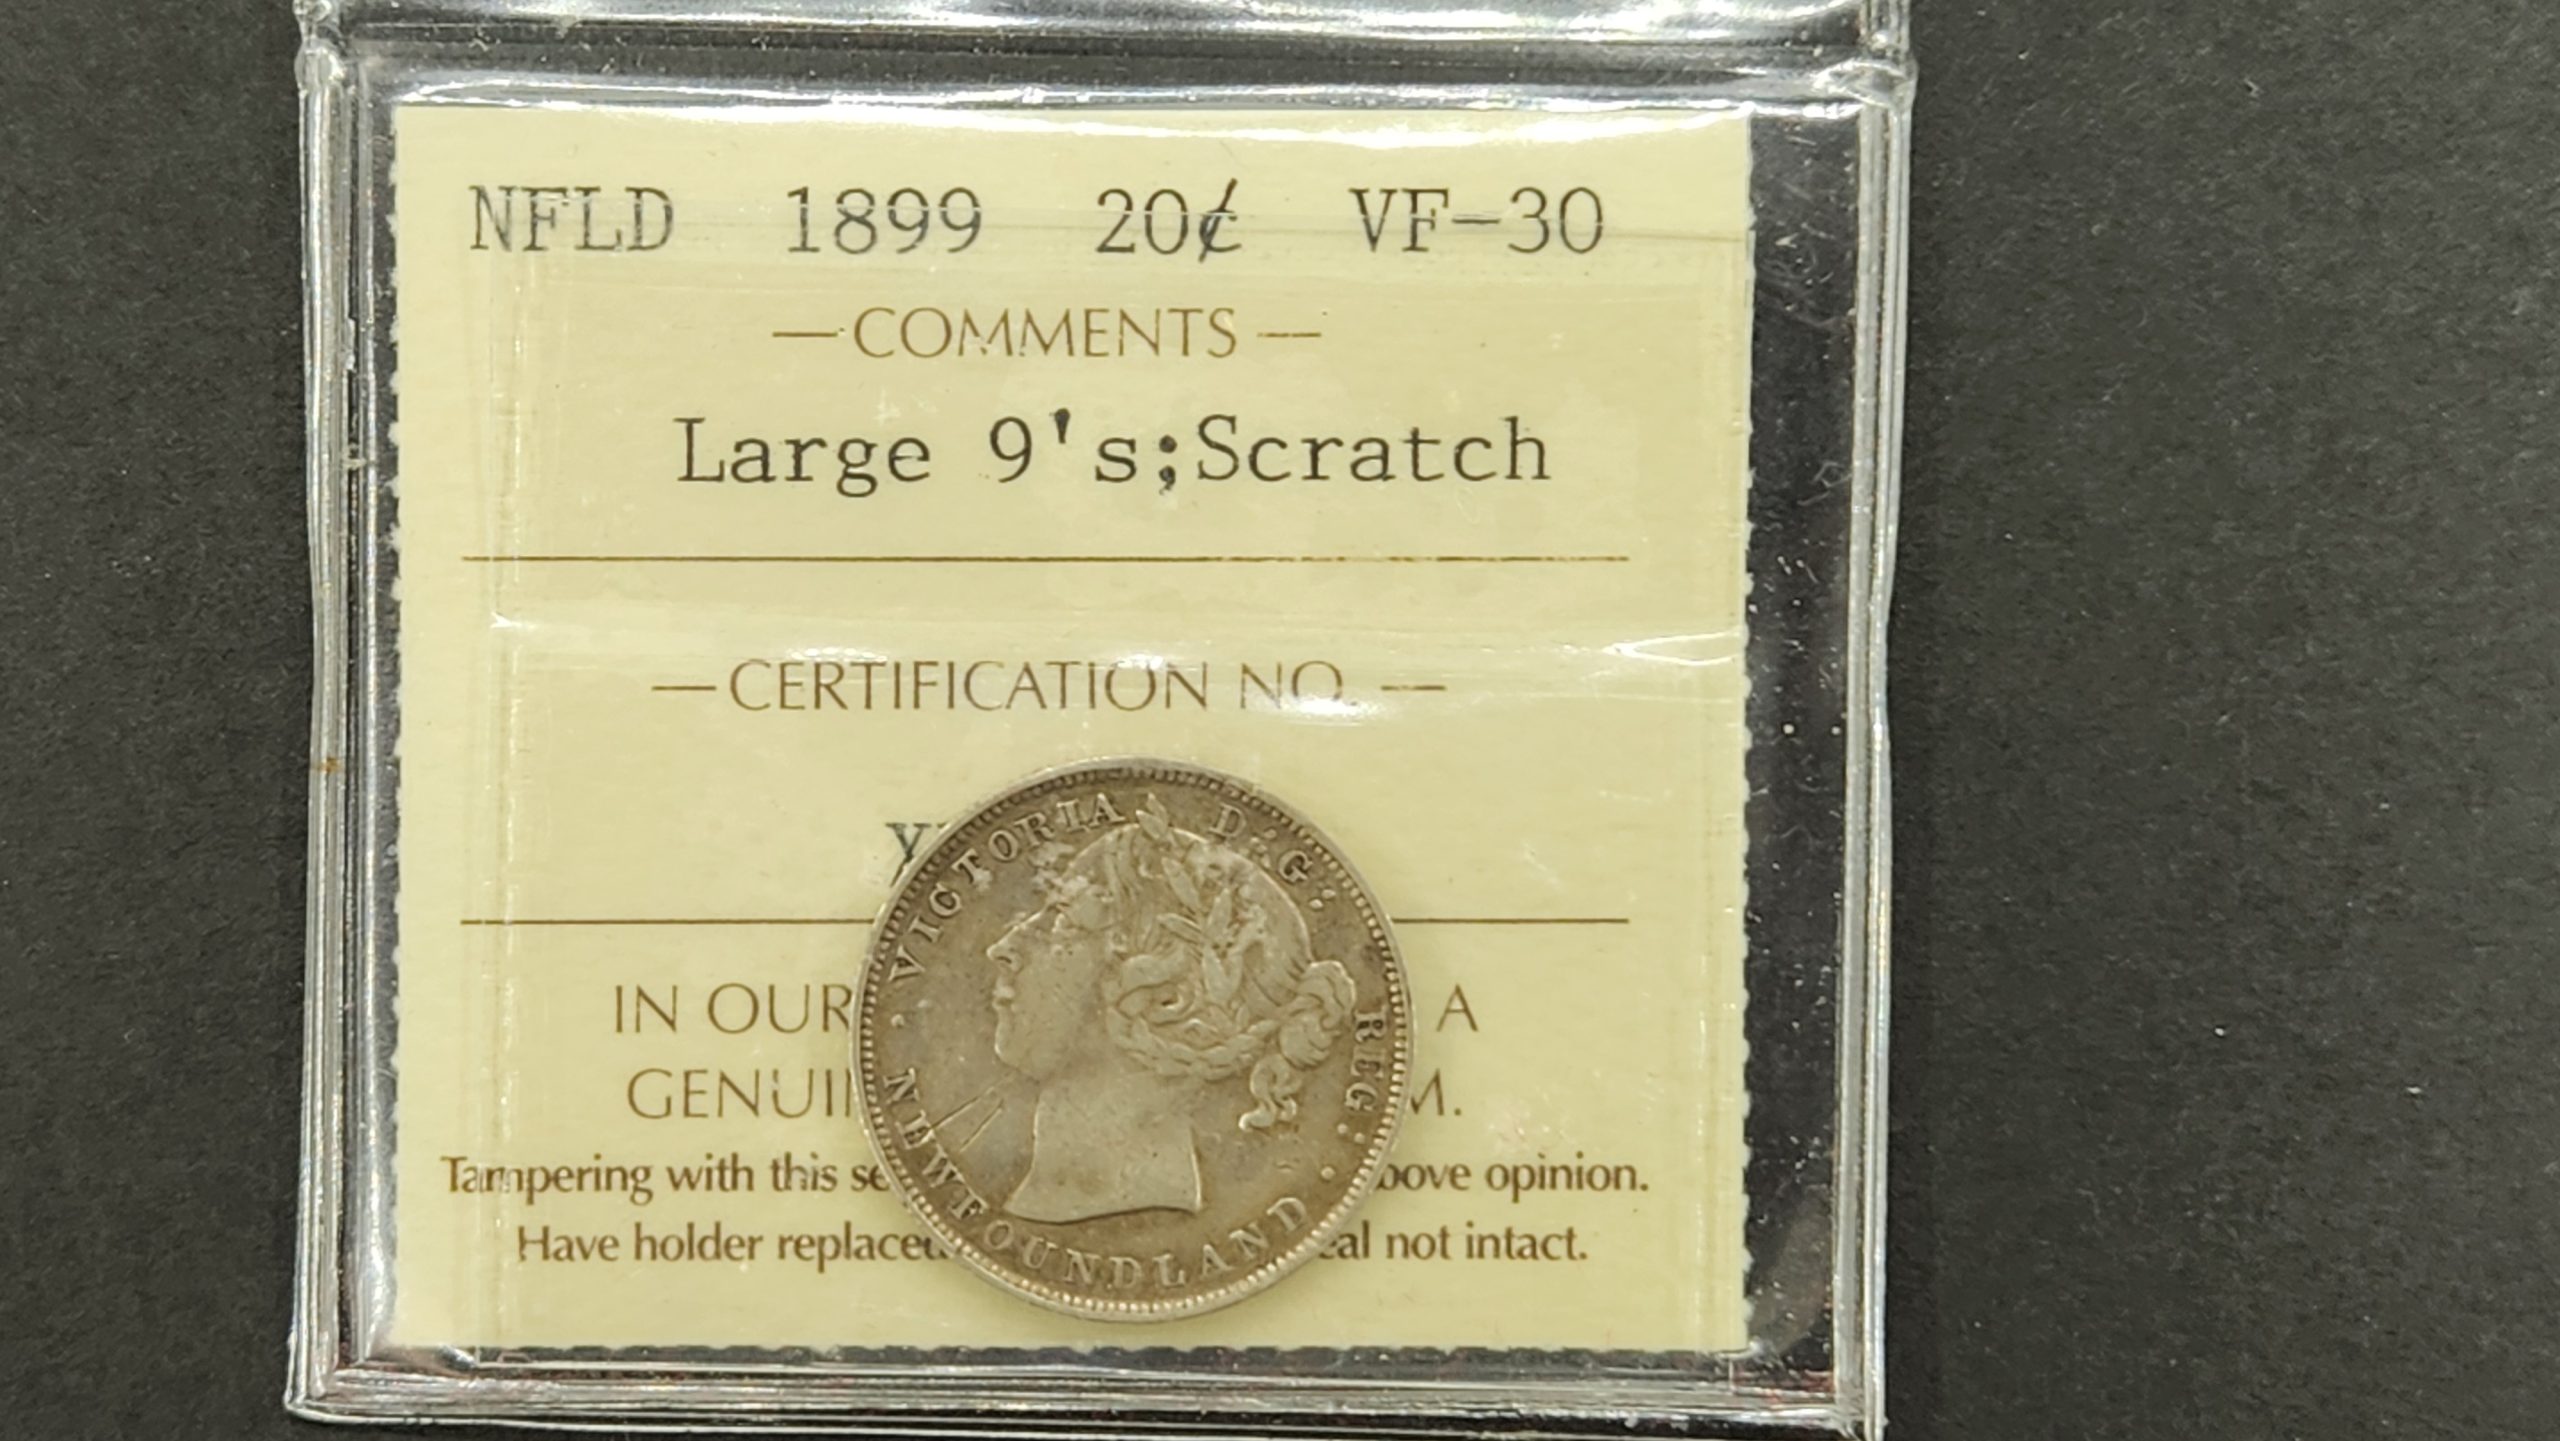 NFLD 1899 20¢ VF-30
—COMMENTS—
Large 9's;Scratch
—CERTIFICATION NO.—
IN OUR A
GENUI M.
Tampering with this se bove opinion.
Have holder replaced eal not intact.
VICTORIA D:G: REG:
NEWFOUNDLAND